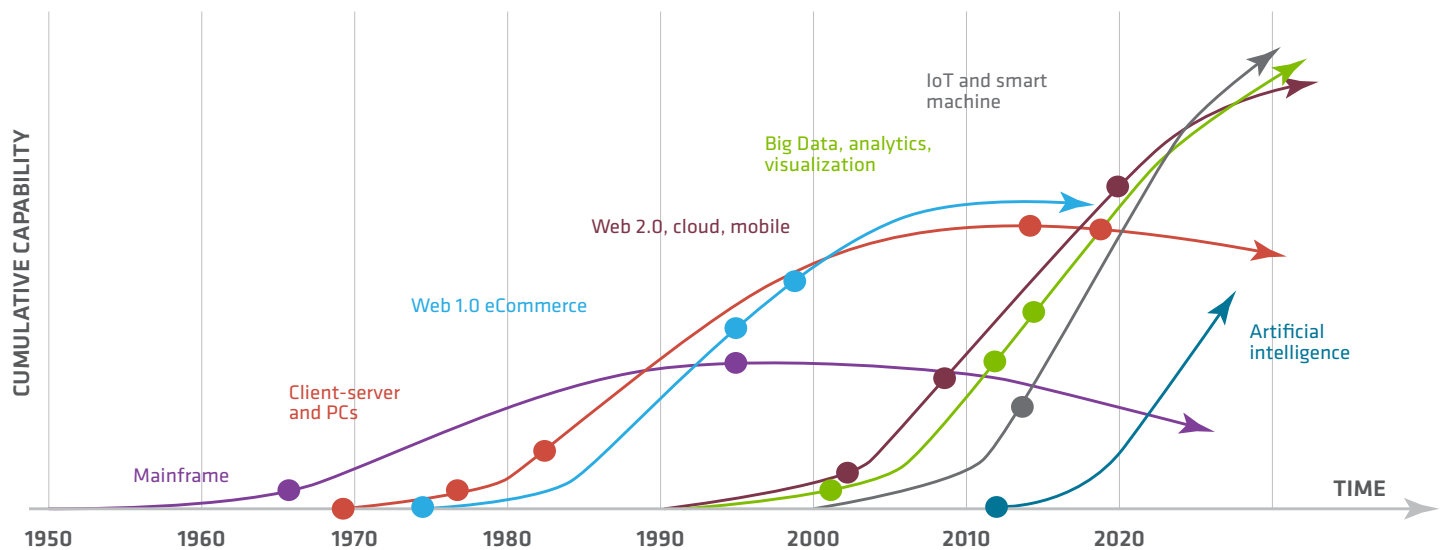 IoT and smart
machine
Big Data, analytics,
visualization
Web 2.0, cloud, mobile
Web 1.0 eCommerce
Client-server
and PCs
Mainframe
Artificial
intelligence
CUMULATIVE CAPABILITY
TIME
1950 1960 1970 1980 1990 2000 2010 2020